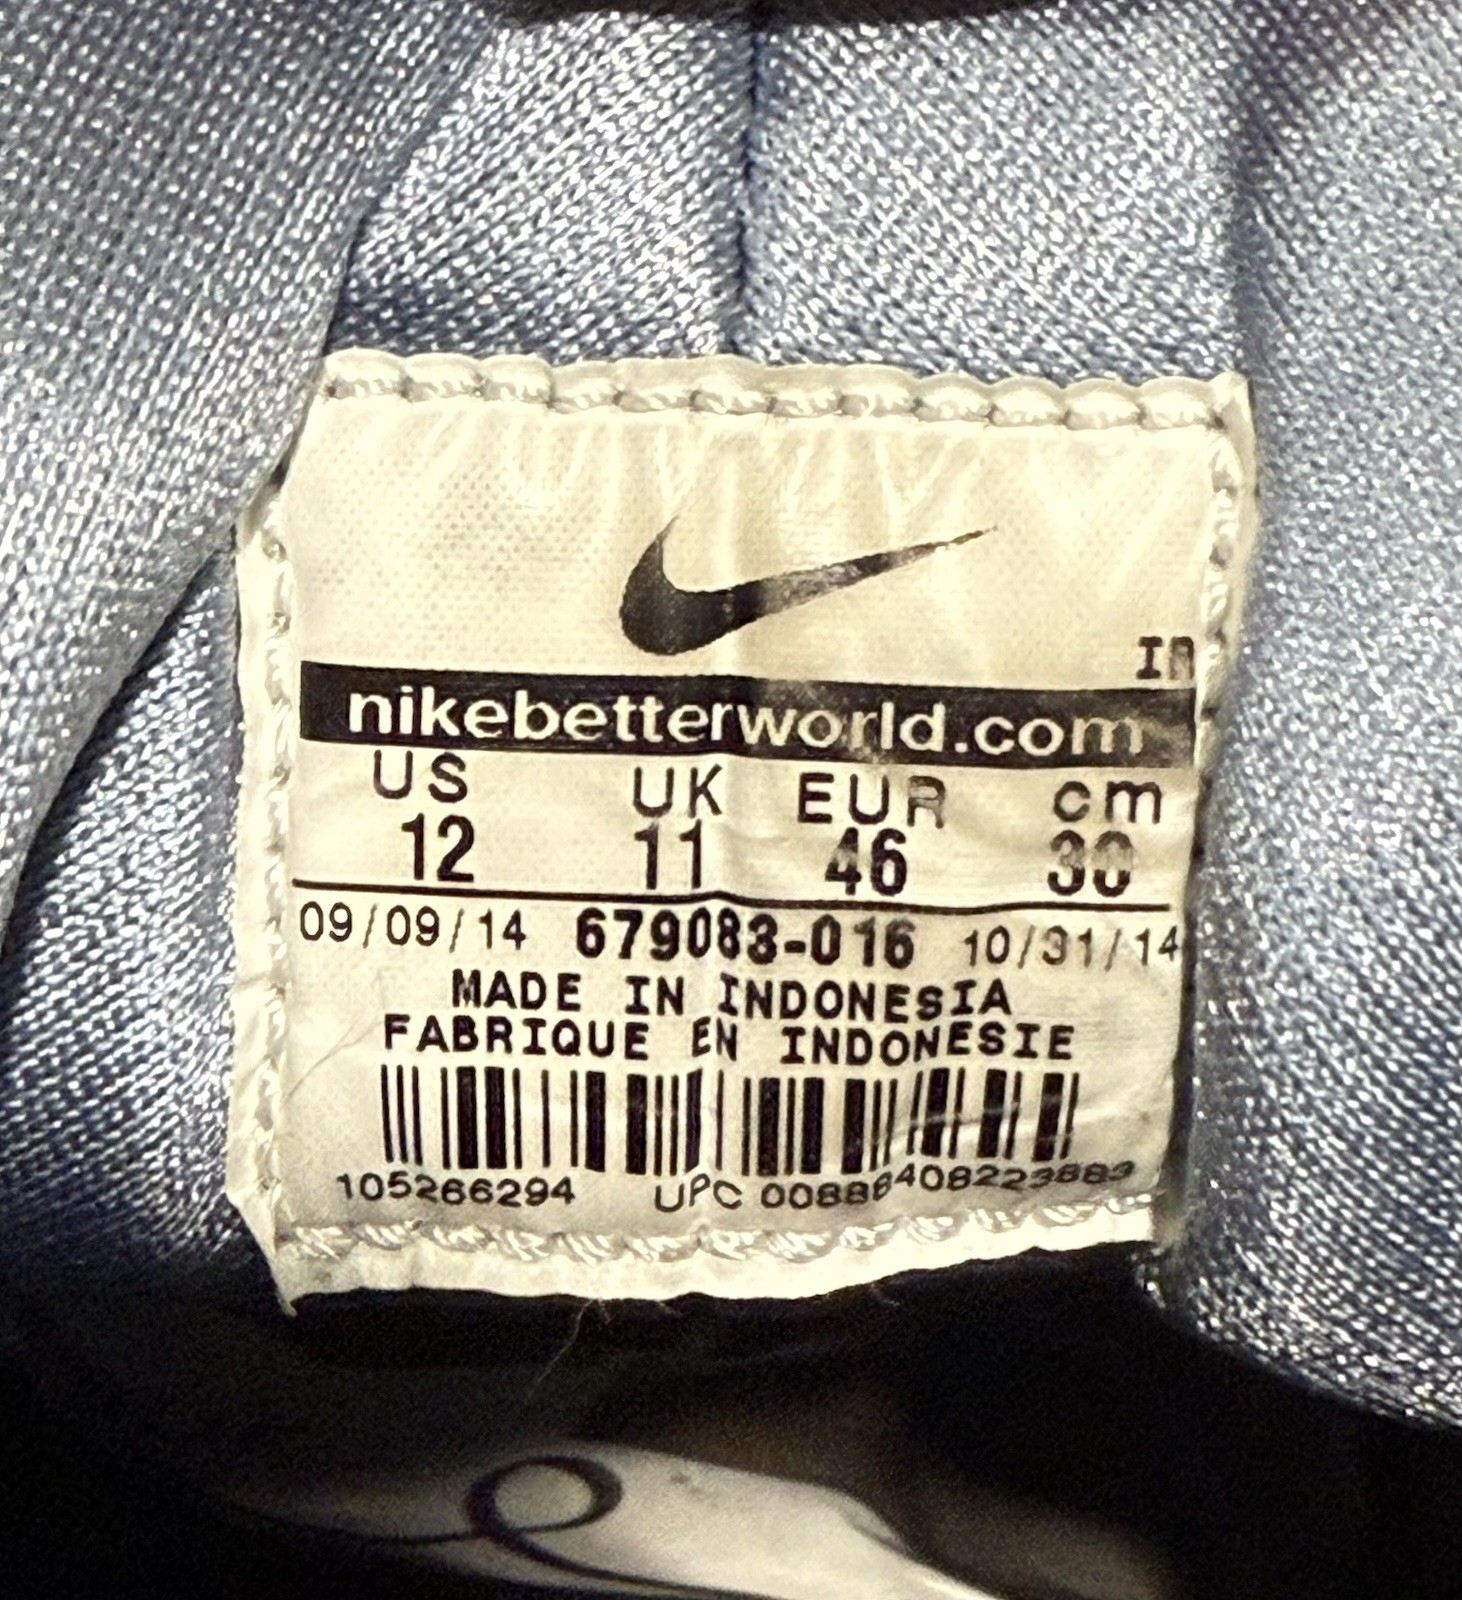 IR
nikebetterworld.com
US UK EUR cm
12 11 46 30
09/09/14 679083-016 10/31/14
MADE IN INDONESIA
FABRIQUE EN INDONESIE
105266294 UPC 00886408223883